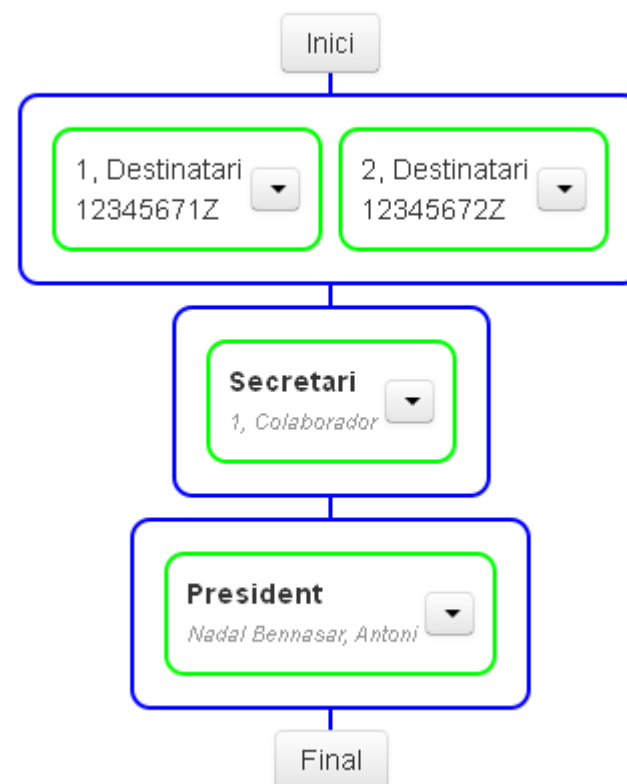 Inici
1, Destinatari
12345671Z
2, Destinatari
12345672Z
Secretari
1, Colaborador
President
Nadal Bennasar, Antoni
Final